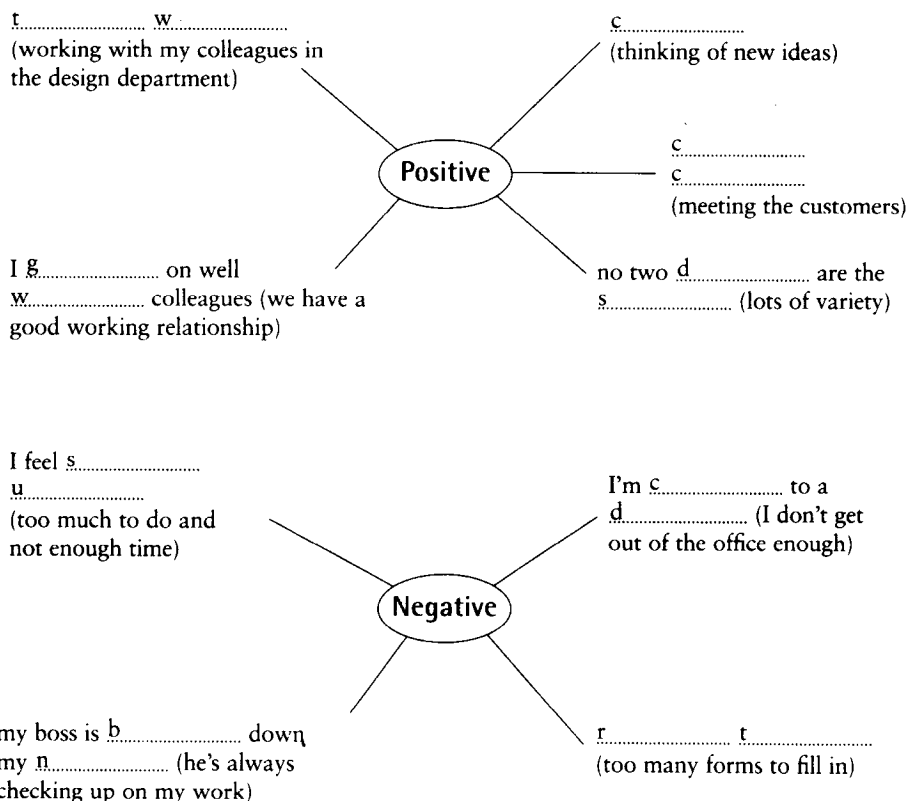 t.................... w....................
(working with my colleagues in
the design department)
c....................
(thinking of new ideas)
Positive
c....................
c....................
(meeting the customers)
I g.................... on well
w.................... colleagues (we have a
good working relationship)
no two d.................... are the
s.................... (lots of variety)
I feel s....................
u....................
(too much to do and
not enough time)
I'm c.................... to a
d.................... (I don't get
out of the office enough)
Negative
my boss is b.................... down
my n.................... (he's always
checking up on my work)
r.................... t....................
(too many forms to fill in)